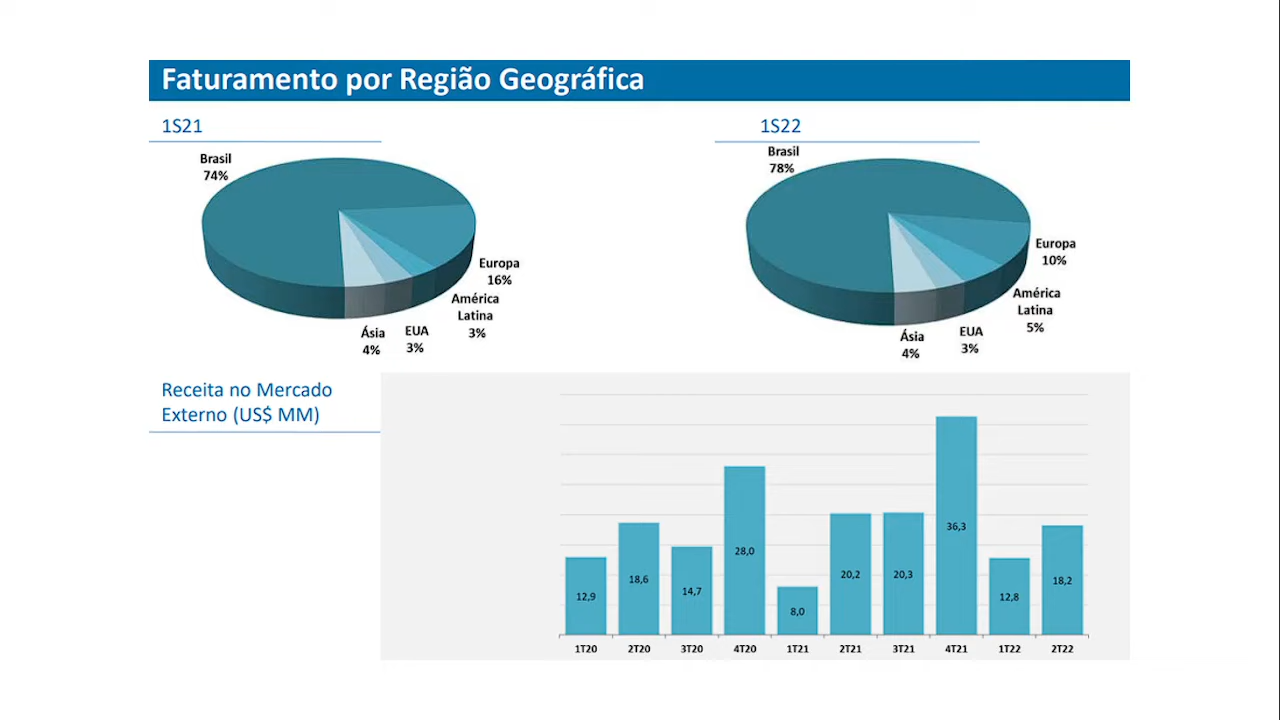 Faturamento por Região Geográfica
1S21
Brasil
74%
Europa
16%
América
Latina
3%
EUA
3%
Ásia
4%
1S22
Brasil
78%
Europa
10%
América
Latina
5%
EUA
3%
Ásia
4%
Receita no Mercado
Externo (US$ MM)
12,9
18,6
14,7
28,0
8,0
20,2
20,3
36,3
12,8
18,2
1T20 2T20 3T20 4T20 1T21 2T21 3T21 4T21 1T22 2T22